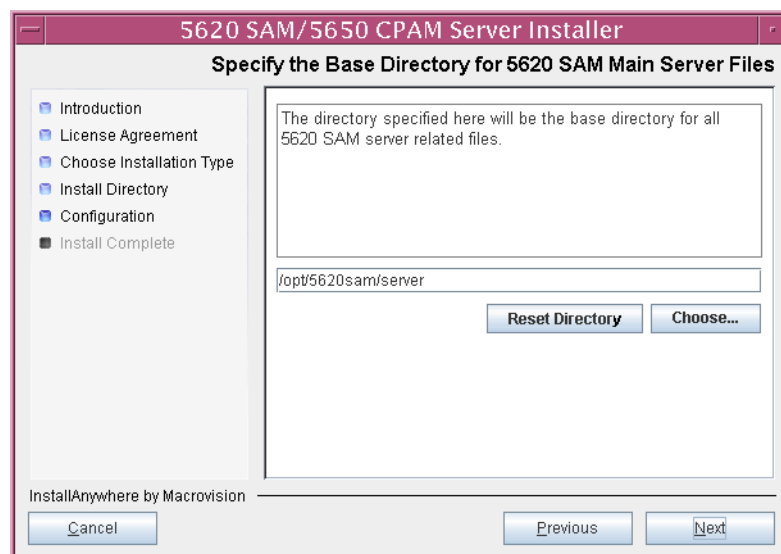 5620 SAM/5650 CPAM Server Installer
Specify the Base Directory for 5620 SAM Main Server Files
Introduction
License Agreement
Choose Installation Type
Install Directory
Configuration
Install Complete
The directory specified here will be the base directory for all
5620 SAM server related files.
/opt/5620sam/server
Reset Directory
Choose...
InstallAnywhere by Macrovision
Cancel
Previous
Next